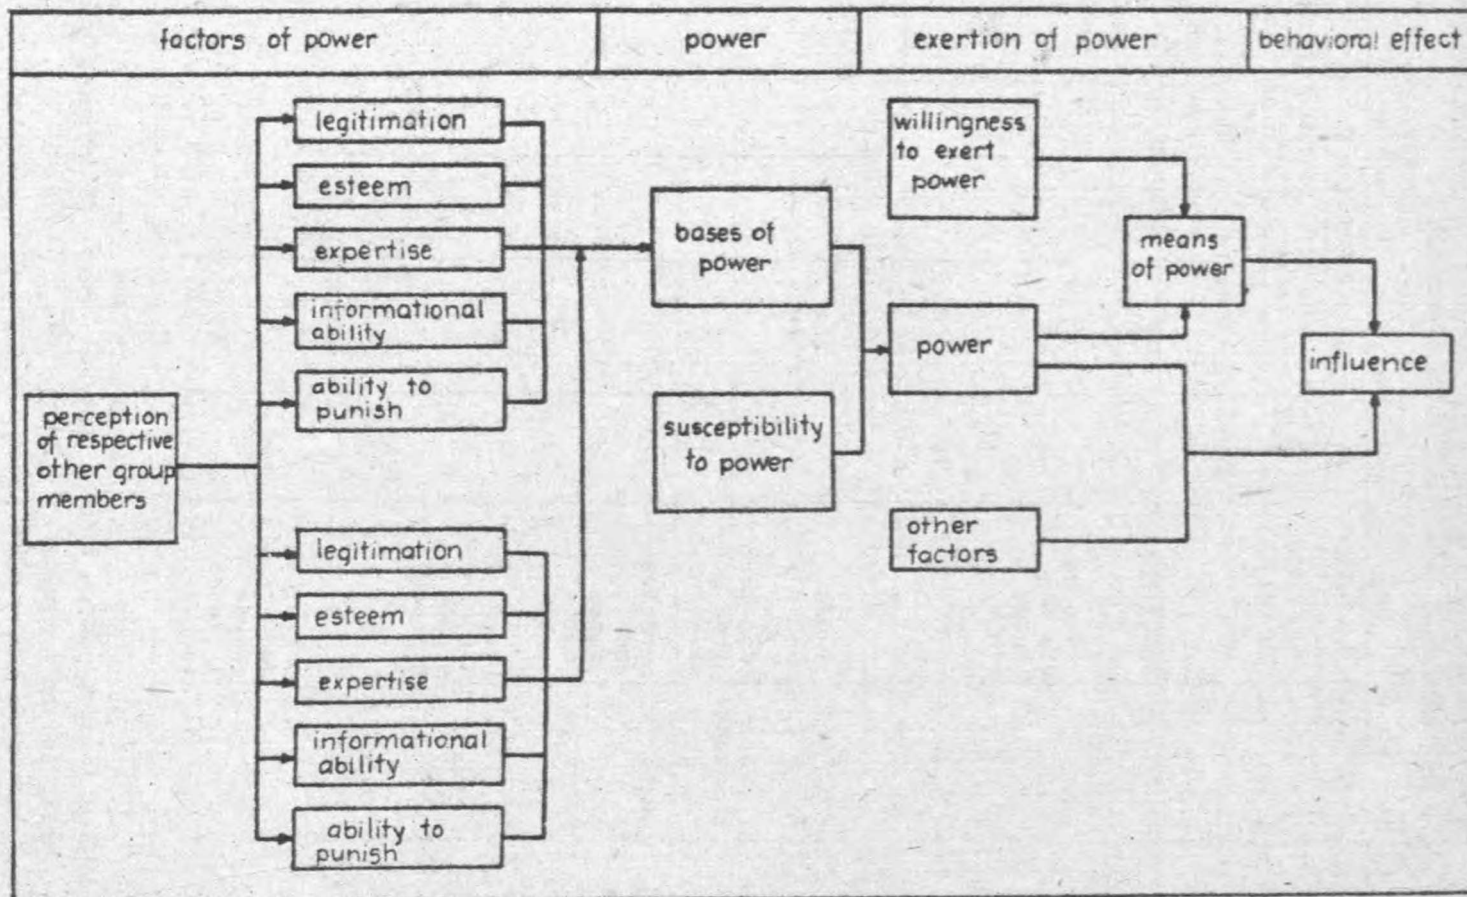 factors of power
power
exertion of power
behavioral effect
legitimation
esteem
expertise
informational
ability
ability to
punish
perception
of respective
other group
members
legitimation
esteem
expertise
informational
ability
ability to
punish
bases of
power
susceptibility
to power
willingness
to exert
power
power
other
factors
means
of power
influence